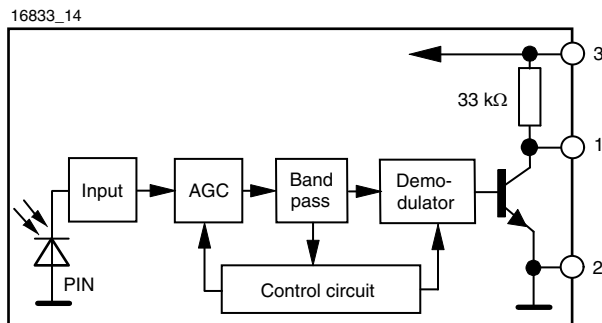 16833_14
3
33 kΩ
1
Input
AGC
Band
pass
Demo-
dulator
PIN
Control circuit
2